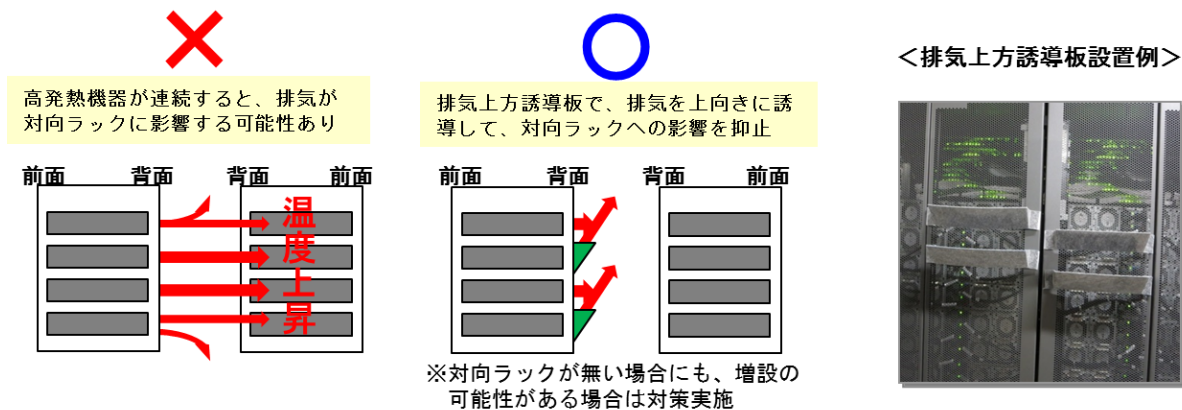 高発熱機器が連続すると、排気が
対向ラックに影響する可能性あり
前面
背面
背面
前面
温度上昇
排気上方誘導板で、排気を上向きに誘
導して、対向ラックへの影響を抑止
前面
背面
背面
前面
※対向ラックが無い場合にも、増設の
可能性がある場合は対策実施
＜排気上方誘導板設置例＞